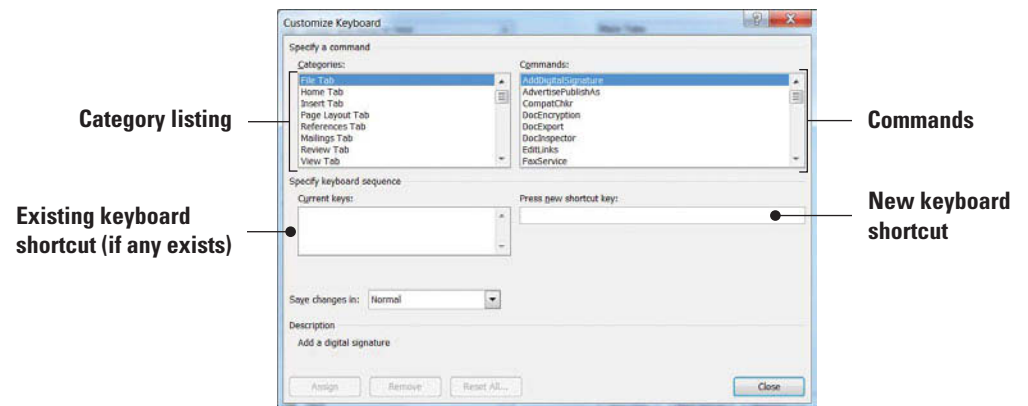 Customize Keyboard
Specify a command
Categories:
Commands:
File Tab
Home Tab
Insert Tab
Page Layout Tab
References Tab
Mailings Tab
Review Tab
View Tab
AddDigitalSignature
AdvertisePublishAs
CompatChkr
DocEncryption
DocExport
DocInspector
EditLinks
FaxService
Category listing
Commands
Specify keyboard sequence
Current keys:
Press new shortcut key:
Existing keyboard
shortcut (if any exists)
New keyboard
shortcut
Save changes in: Normal
Description
Add a digital signature
Assign
Remove
Reset All...
Close